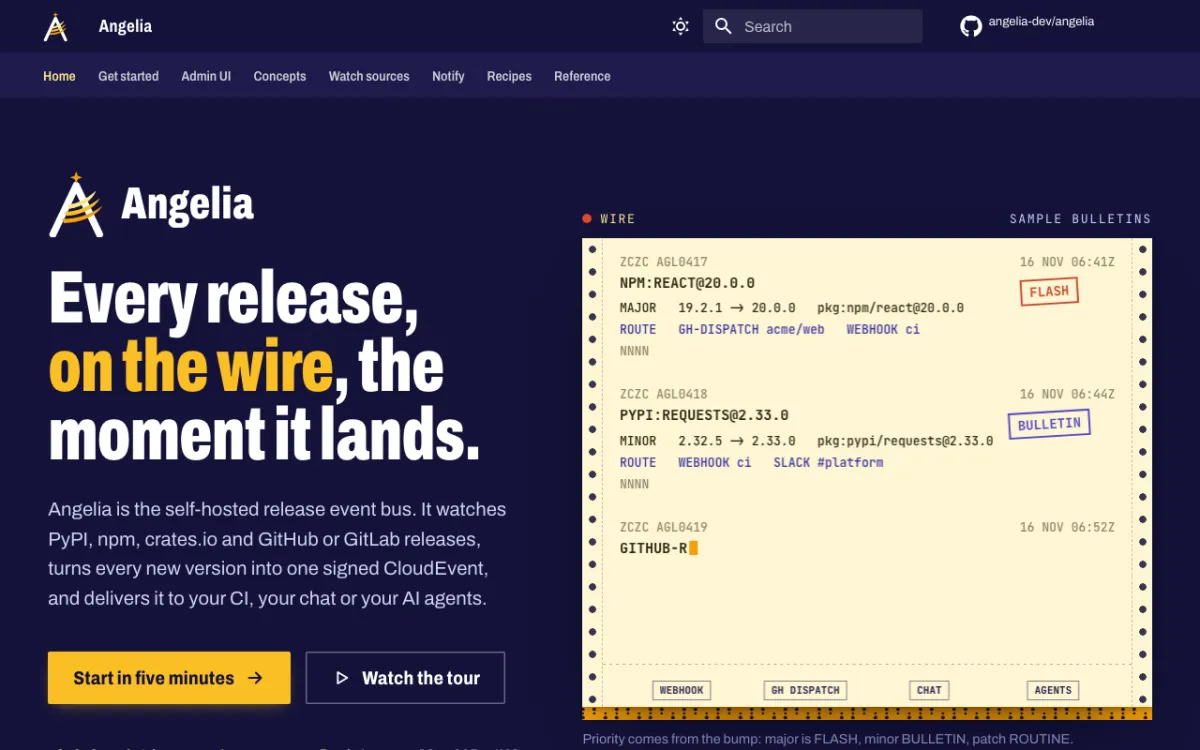 Angelia
Search
angelia-dev/angelia
Home Get started Admin UI Concepts Watch sources Notify Recipes Reference
Angelia
Every release,
on the wire, the
moment it lands.
Angelia is the self-hosted release event bus. It watches
PyPI, npm, crates.io and GitHub or GitLab releases,
turns every new version into one signed CloudEvent,
and delivers it to your CI, your chat or your AI agents.
Start in five minutes →
Watch the tour
WIRE SAMPLE BULLETINS
ZCZC AGL0417 16 NOV 06:41Z
NPM:REACT@20.0.0
FLASH
MAJOR 19.2.1 → 20.0.0 pkg:npm/react@20.0.0
ROUTE GH-DISPATCH acme/web WEBHOOK ci
NNNN
ZCZC AGL0418 16 NOV 06:44Z
PYPI:REQUESTS@2.33.0
BULLETIN
MINOR 2.32.5 → 2.33.0 pkg:pypi/requests@2.33.0
ROUTE WEBHOOK ci SLACK #platform
NNNN
ZCZC AGL0419 16 NOV 06:52Z
GITHUB-R
WEBHOOK GH DISPATCH CHAT AGENTS
Priority comes from the bump: major is FLASH, minor BULLETIN, patch ROUTINE.